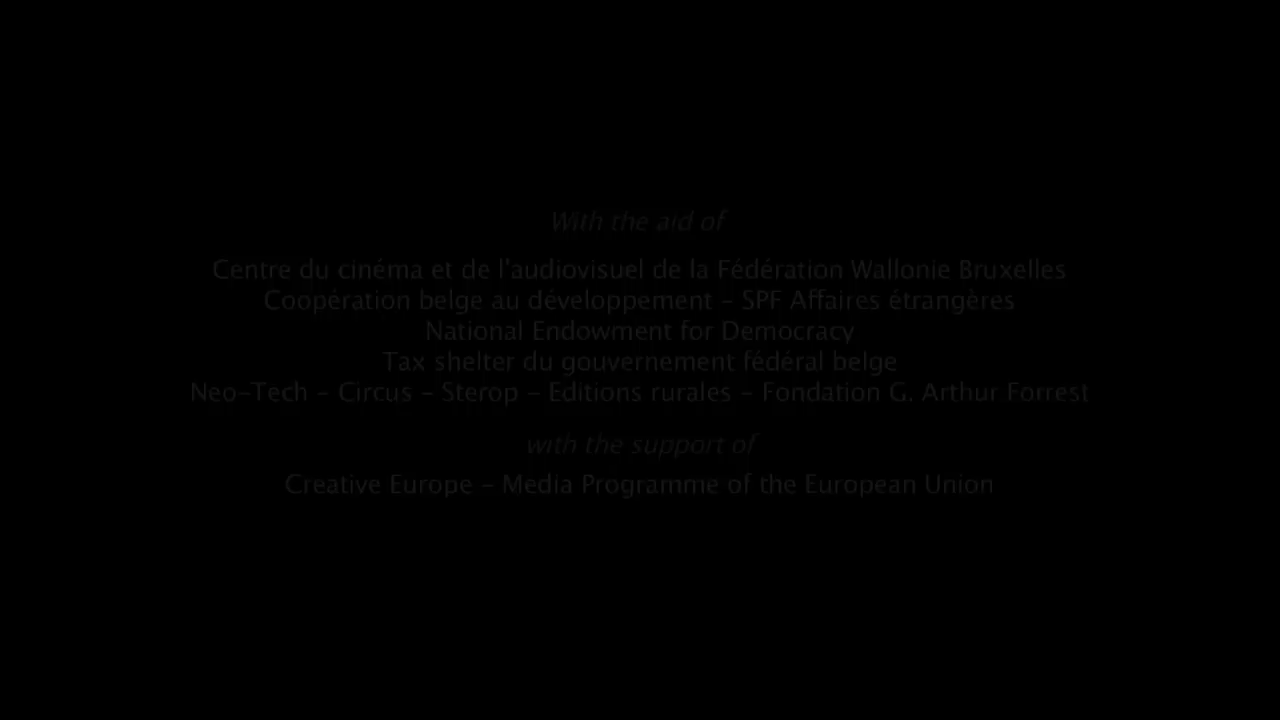 With the aid of
Centre du cinéma et de l'audiovisuel de la Fédération Wallonie Bruxelles
Coopération belge au développement – SPF Affaires étrangères
National Endowment for Democracy
Tax shelter du gouvernement fédéral belge
Neo-Tech – Circus – Sterop – Editions rurales – Fondation G. Arthur Forrest
with the support of
Creative Europe – Media Programme of the European Union